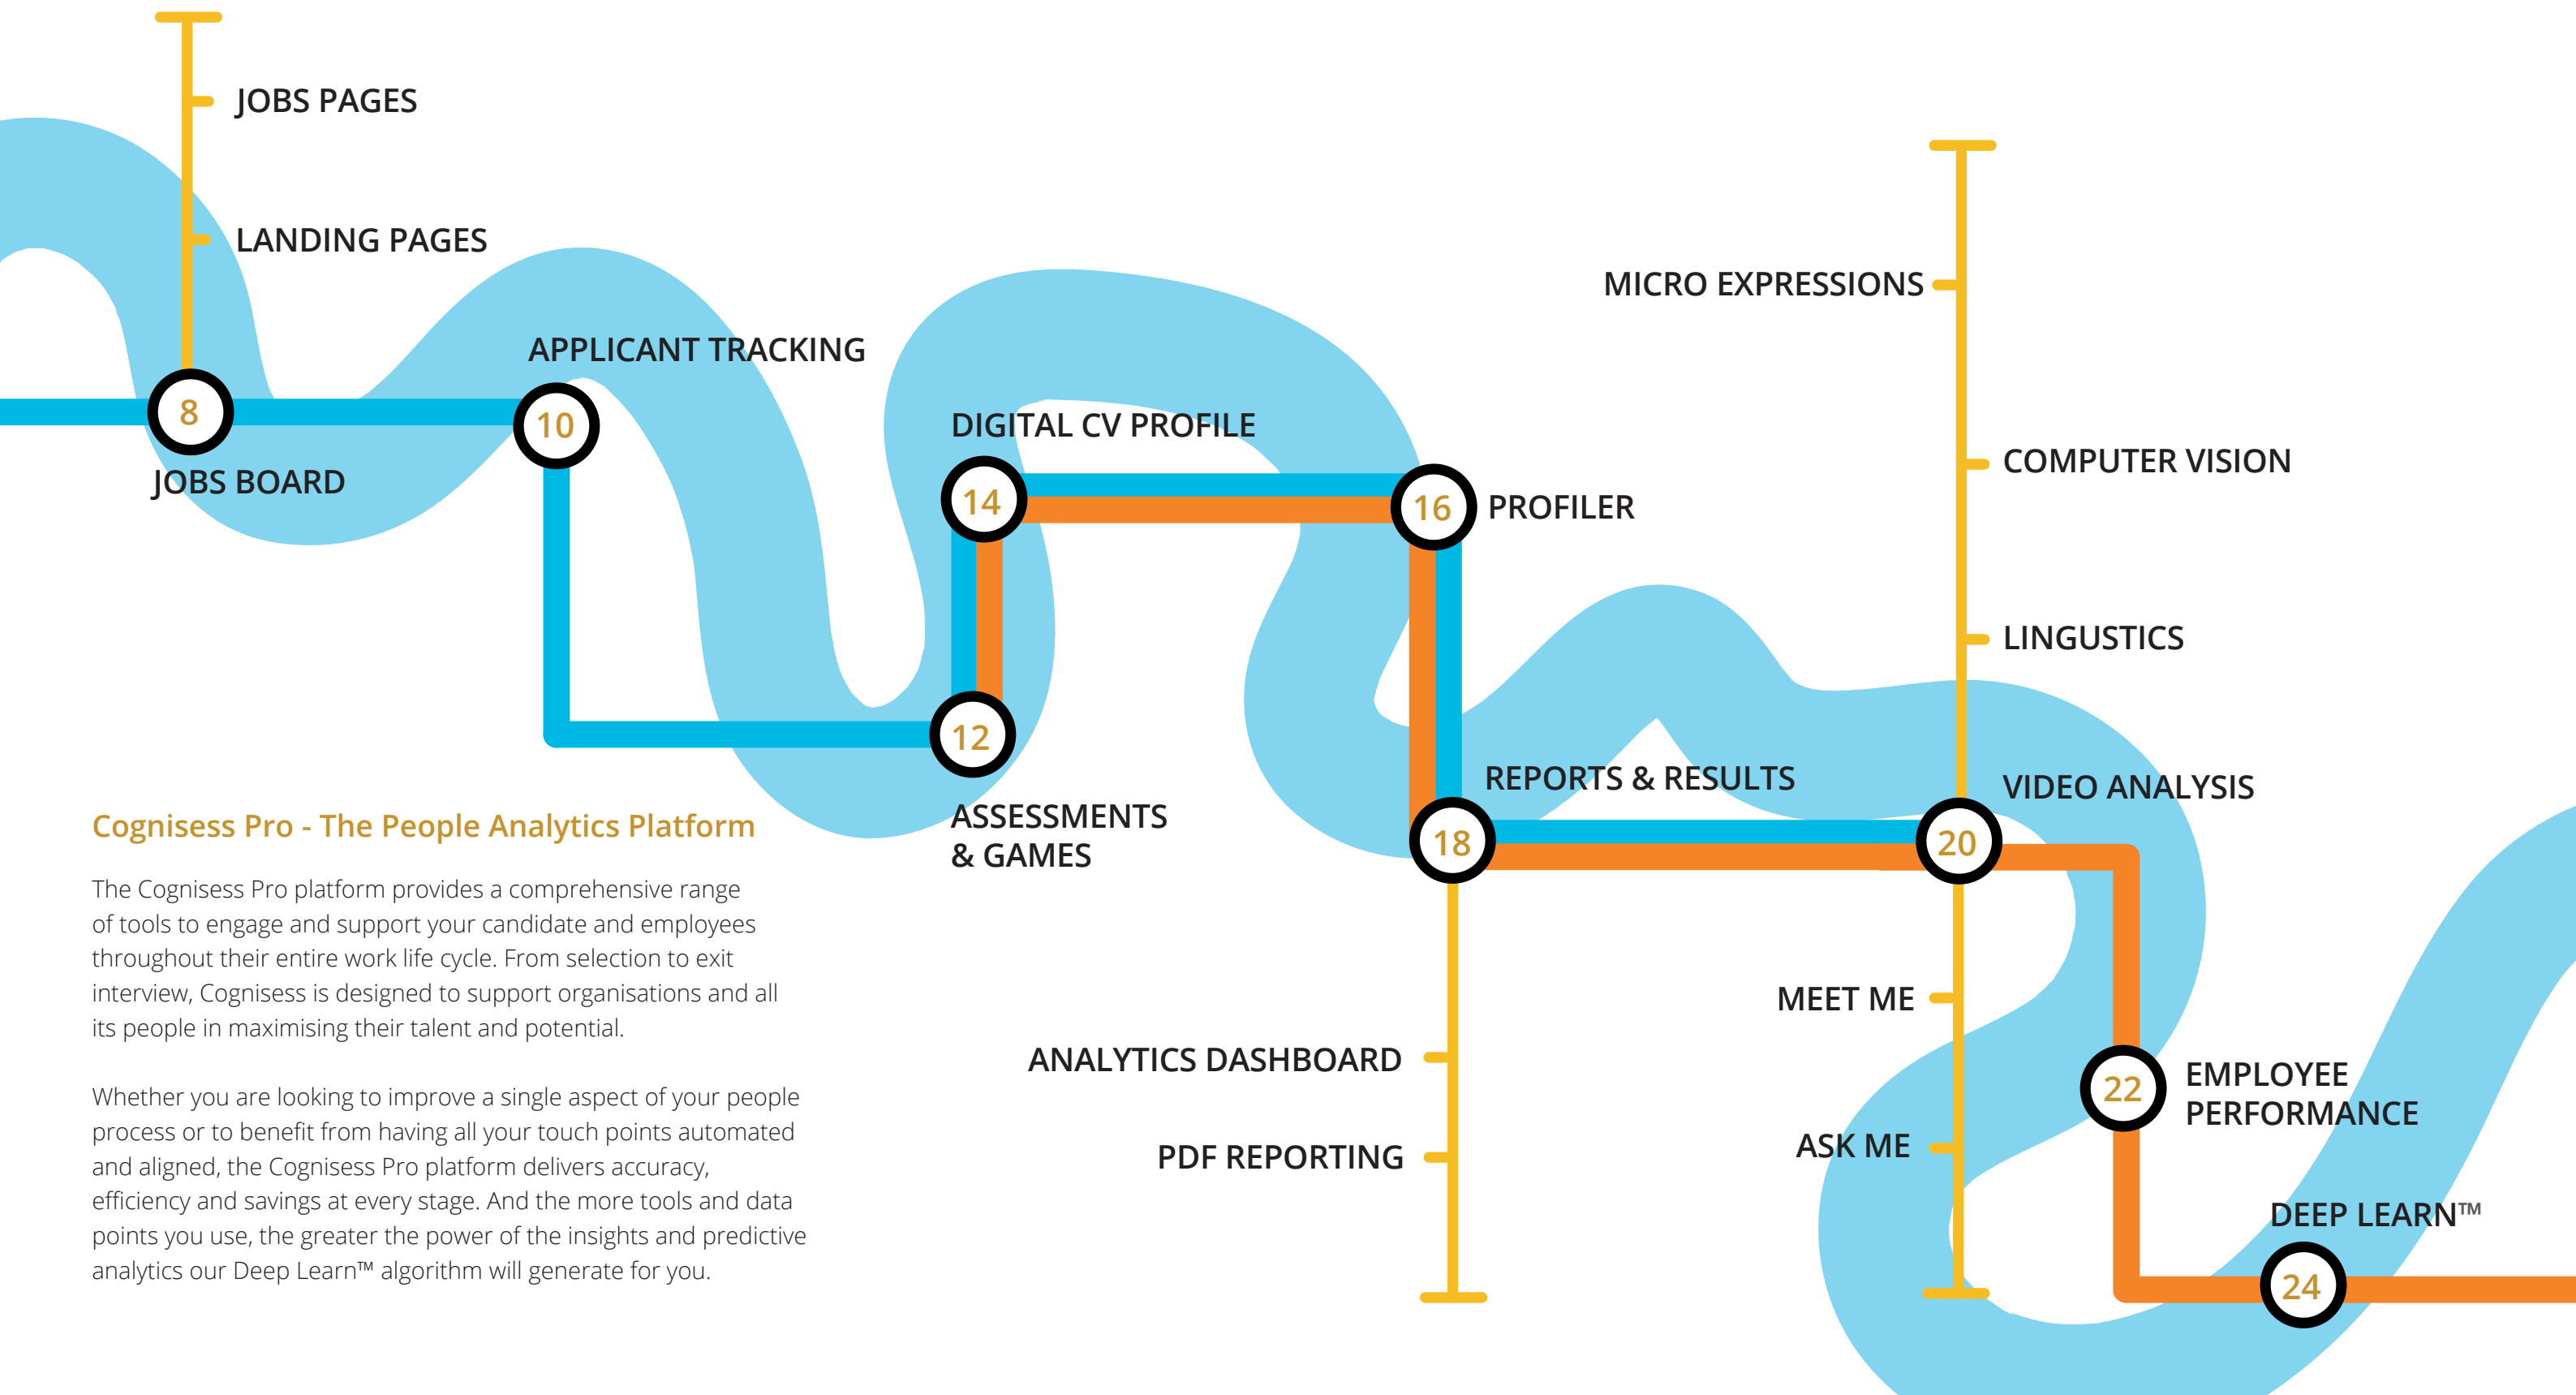 JOBS PAGES
LANDING PAGES
8
JOBS BOARD
APPLICANT TRACKING
10
DIGITAL CV PROFILE
14
16
PROFILER
12
ASSESSMENTS
& GAMES
MICRO EXPRESSIONS
COMPUTER VISION
LINGUSTICS
REPORTS & RESULTS
18
VIDEO ANALYSIS
20
ANALYTICS DASHBOARD
PDF REPORTING
MEET ME
ASK ME
22
EMPLOYEE
PERFORMANCE
DEEP LEARN™
24
Cognisess Pro - The People Analytics Platform
The Cognisess Pro platform provides a comprehensive range
of tools to engage and support your candidate and employees
throughout their entire work life cycle. From selection to exit
interview, Cognisess is designed to support organisations and all
its people in maximising their talent and potential.
Whether you are looking to improve a single aspect of your people
process or to benefit from having all your touch points automated
and aligned, the Cognisess Pro platform delivers accuracy,
efficiency and savings at every stage. And the more tools and data
points you use, the greater the power of the insights and predictive
analytics our Deep Learn™ algorithm will generate for you.